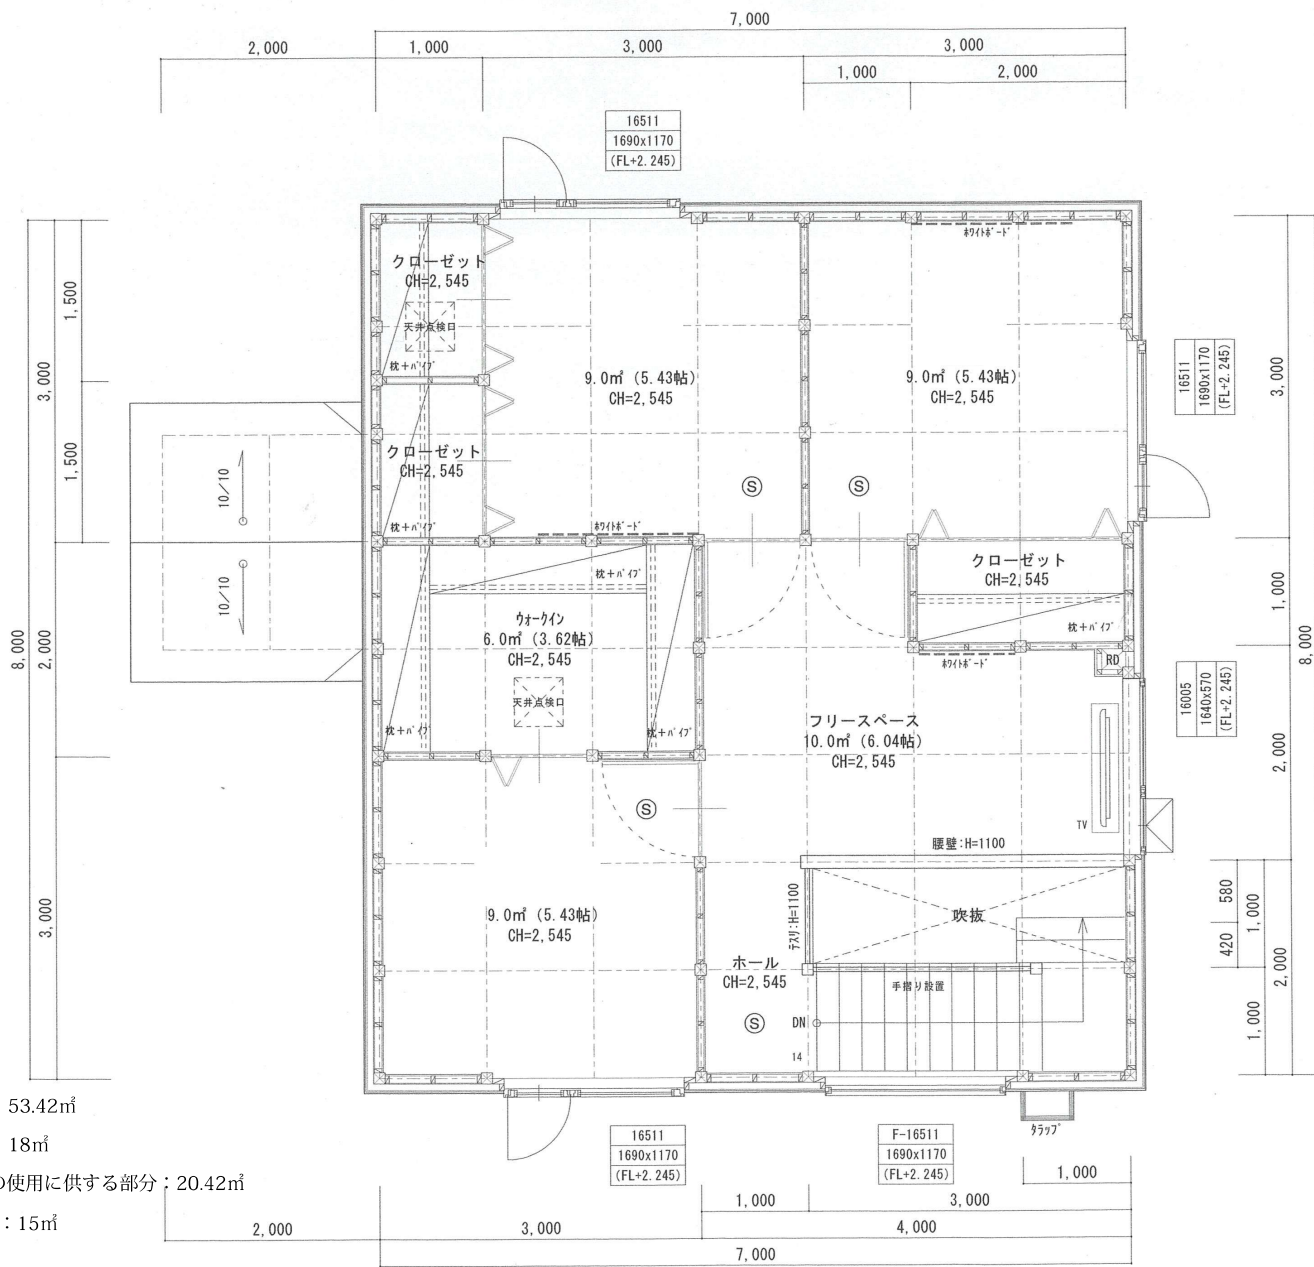 7,000
2,000
1,000
3,000
3,000
1,000
2,000
16511
1690x1170
(FL+2.245)
ﾎﾜｲﾄﾎﾞｰﾄﾞ
クローゼット
CH=2,545
天井点検口
枕+ﾊﾟｲﾌﾟ
9.0㎡ (5.43帖)
CH=2,545
9.0㎡ (5.43帖)
CH=2,545
クローゼット
CH=2,545
枕+ﾊﾟｲﾌﾟ
1,500
3,000
1,500
8,000
2,000
3,000
10/10
10/10
16511
1690x1170
(FL+2.245)
3,000
1,000
8,000
2,000
Ⓢ
Ⓢ
ﾎﾜｲﾄﾎﾞｰﾄﾞ
枕+ﾊﾟｲﾌﾟ
ｳｫｰｸｲﾝ
6.0㎡ (3.62帖)
CH=2,545
天井点検口
枕+ﾊﾟｲﾌﾟ
枕+ﾊﾟｲﾌﾟ
クローゼット
CH=2,545
枕+ﾊﾟｲﾌﾟ
ﾎﾜｲﾄﾎﾞｰﾄﾞ
RD
16005
1640x570
(FL+2.245)
フリースペース
10.0㎡ (6.04帖)
CH=2,545
TV
Ⓢ
腰壁:H=1100
ﾃｽﾘ:H=1100
吹抜
580
420
1,000
1,000
2,000
9.0㎡ (5.43帖)
CH=2,545
ホール
CH=2,545
手摺り設置
Ⓢ
DN
14
ﾀﾗｯﾌﾟ
53.42㎡
18㎡
の使用に供する部分：20.42㎡
：15㎡
16511
1690x1170
(FL+2.245)
F-16511
1690x1170
(FL+2.245)
1,000
1,000
3,000
2,000
3,000
4,000
7,000